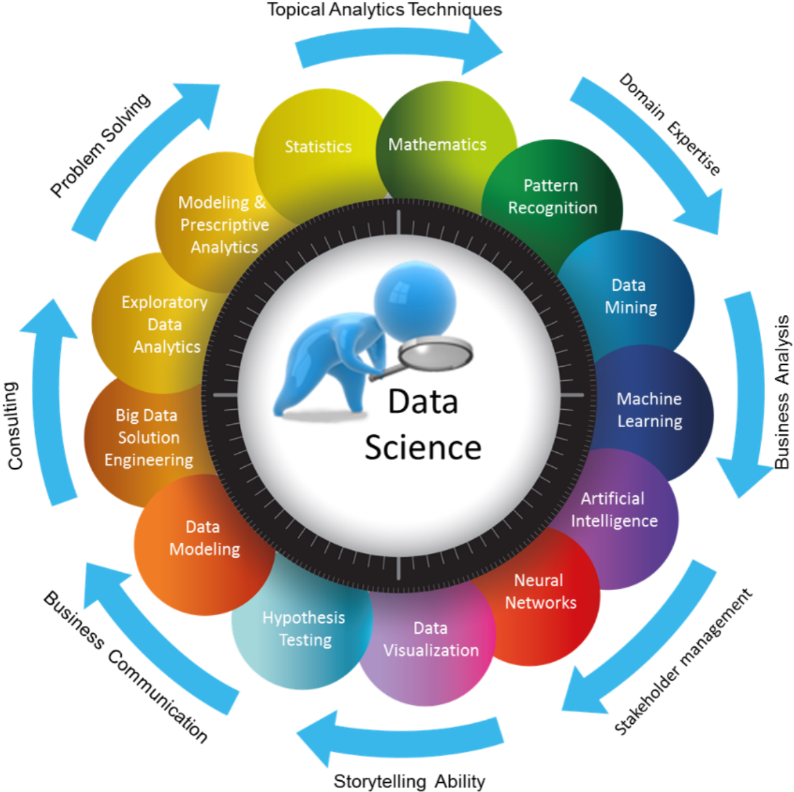 Topical Analytics Techniques
Domain Expertise
Business Analysis
Stakeholder management
Storytelling Ability
Business Communication
Consulting
Problem Solving
Statistics
Mathematics
Pattern
Recognition
Data
Mining
Machine
Learning
Artificial
Intelligence
Neural
Networks
Data
Visualization
Hypothesis
Testing
Data
Modeling
Big Data
Solution
Engineering
Exploratory
Data
Analytics
Modeling &
Prescriptive
Analytics
Data
Science